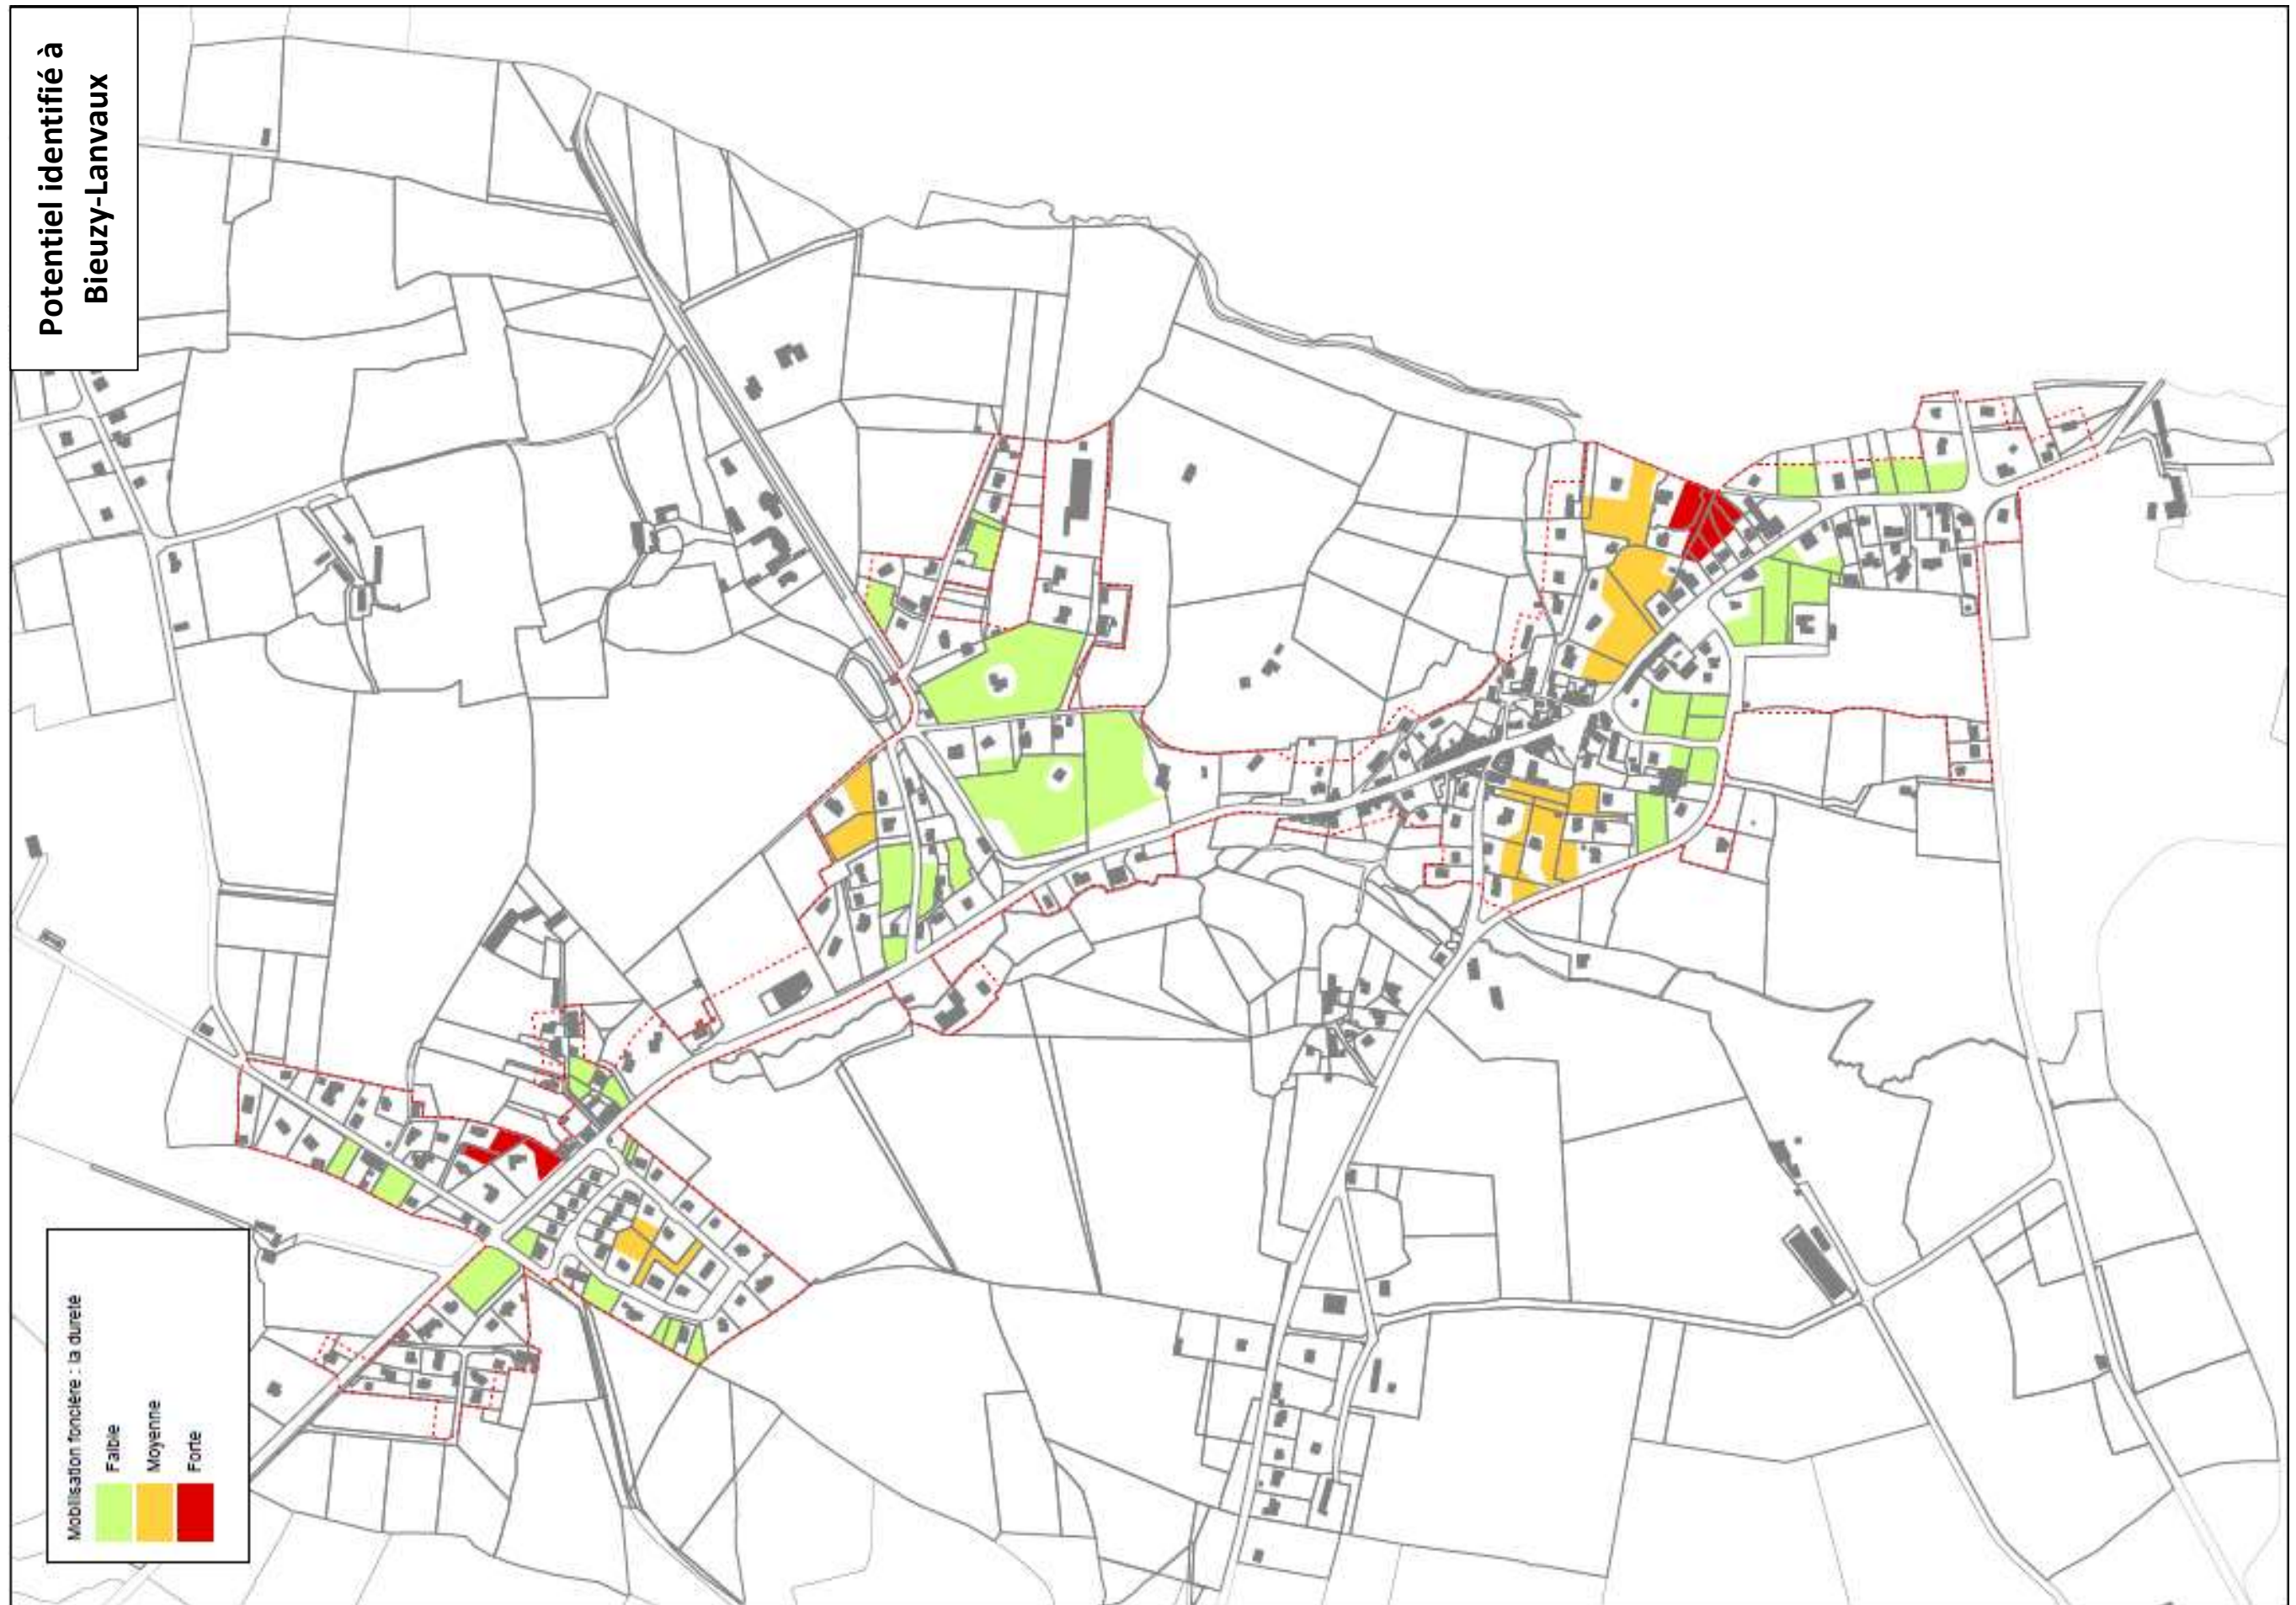 Potentiel identifié à
Bieuzy-Lanvaux
Mobilisation foncière : la dureté
Faible
Moyenne
Forte